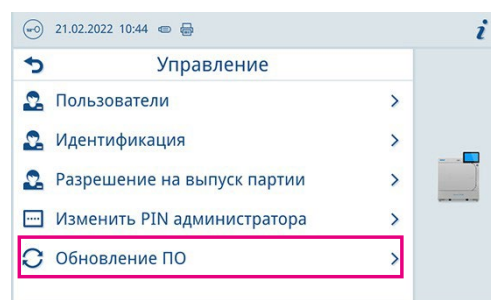 21.02.2022 10:44
i
Управление
Пользователи
Идентификация
Разрешение на выпуск партии
Изменить PIN администратора
Обновление ПО